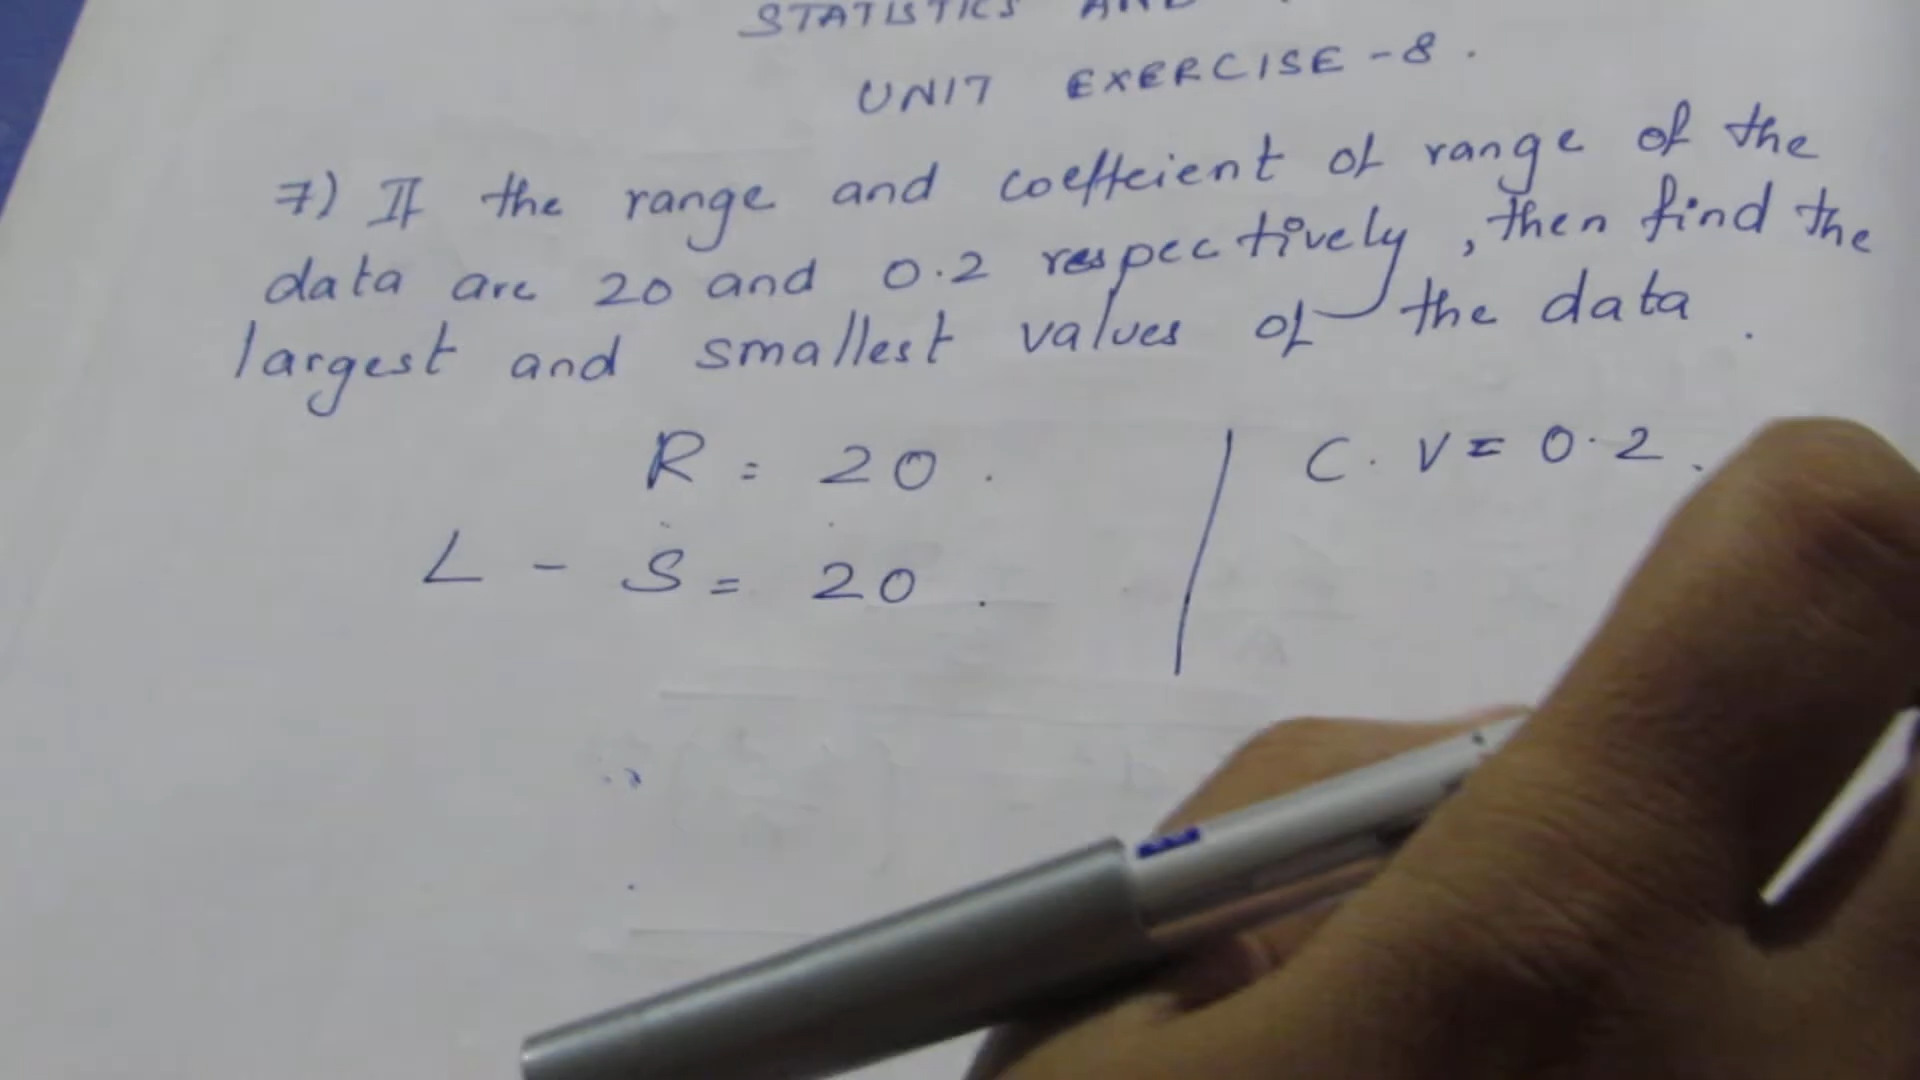 STATISTICS AND
UNIT EXERCISE - 8.
7) If the range and coefficient of range of the
data are 20 and 0.2 respectively, then find the
largest and smallest values of the data.
R = 20.
C.V = 0.2.
L - S = 20.